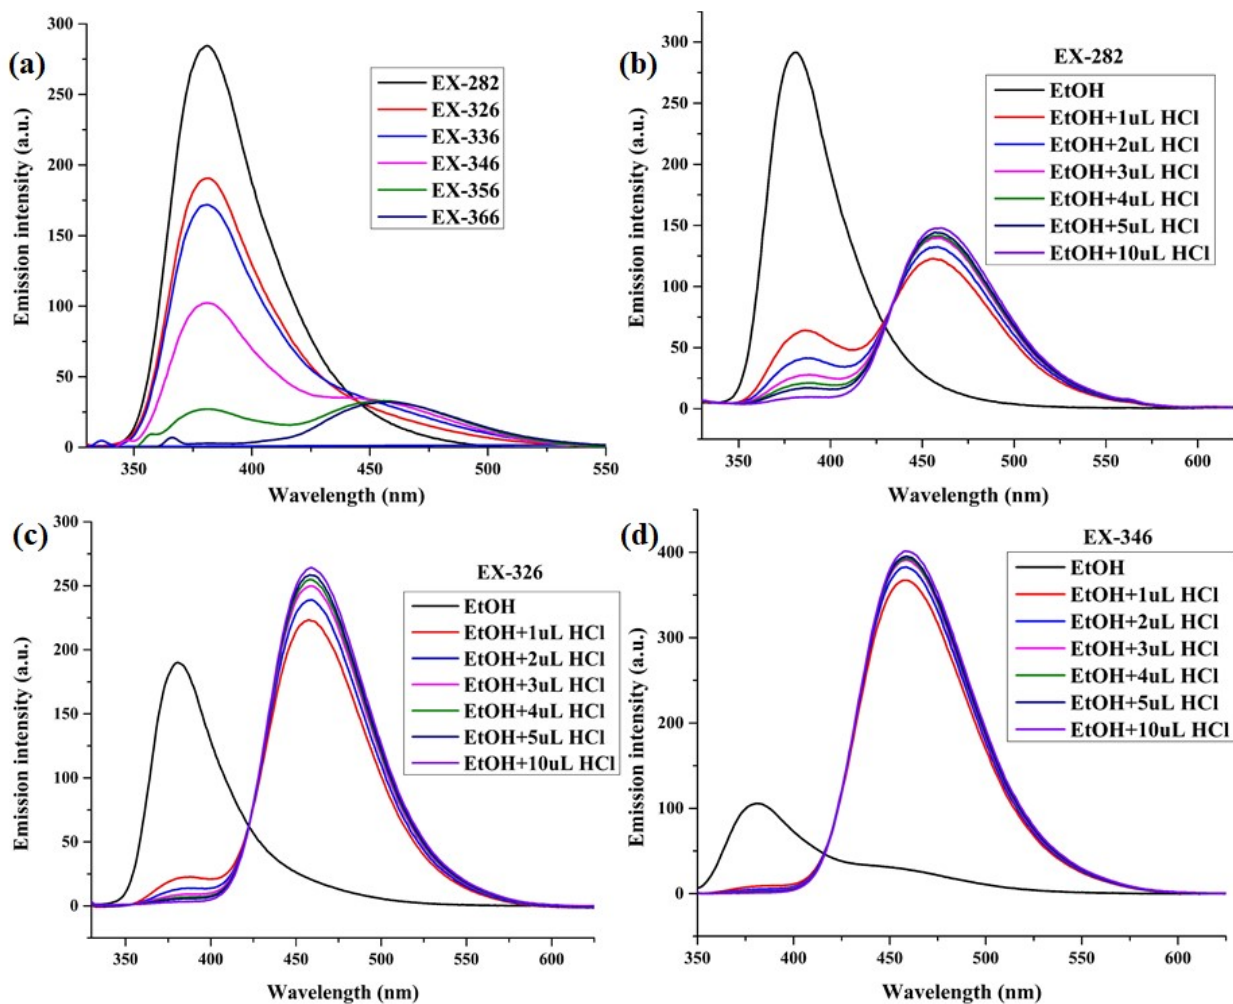 (a)
300
250
200
150
100
50
0
350
400
450
500
550
Emission intensity (a.u.)
Wavelength (nm)
EX-282
EX-326
EX-336
EX-346
EX-356
EX-366
(b)
300
250
200
150
100
50
0
350
400
450
500
550
600
Emission intensity (a.u.)
Wavelength (nm)
EX-282
EtOH
EtOH+1uL HCl
EtOH+2uL HCl
EtOH+3uL HCl
EtOH+4uL HCl
EtOH+5uL HCl
EtOH+10uL HCl
(c)
300
250
200
150
100
50
0
350
400
450
500
550
600
Emission intensity (a.u.)
Wavelength (nm)
EX-326
EtOH
EtOH+1uL HCl
EtOH+2uL HCl
EtOH+3uL HCl
EtOH+4uL HCl
EtOH+5uL HCl
EtOH+10uL HCl
(d)
400
300
200
100
0
350
400
450
500
550
600
Emission intensity (a.u.)
Wavelength (nm)
EX-346
EtOH
EtOH+1uL HCl
EtOH+2uL HCl
EtOH+3uL HCl
EtOH+4uL HCl
EtOH+5uL HCl
EtOH+10uL HCl